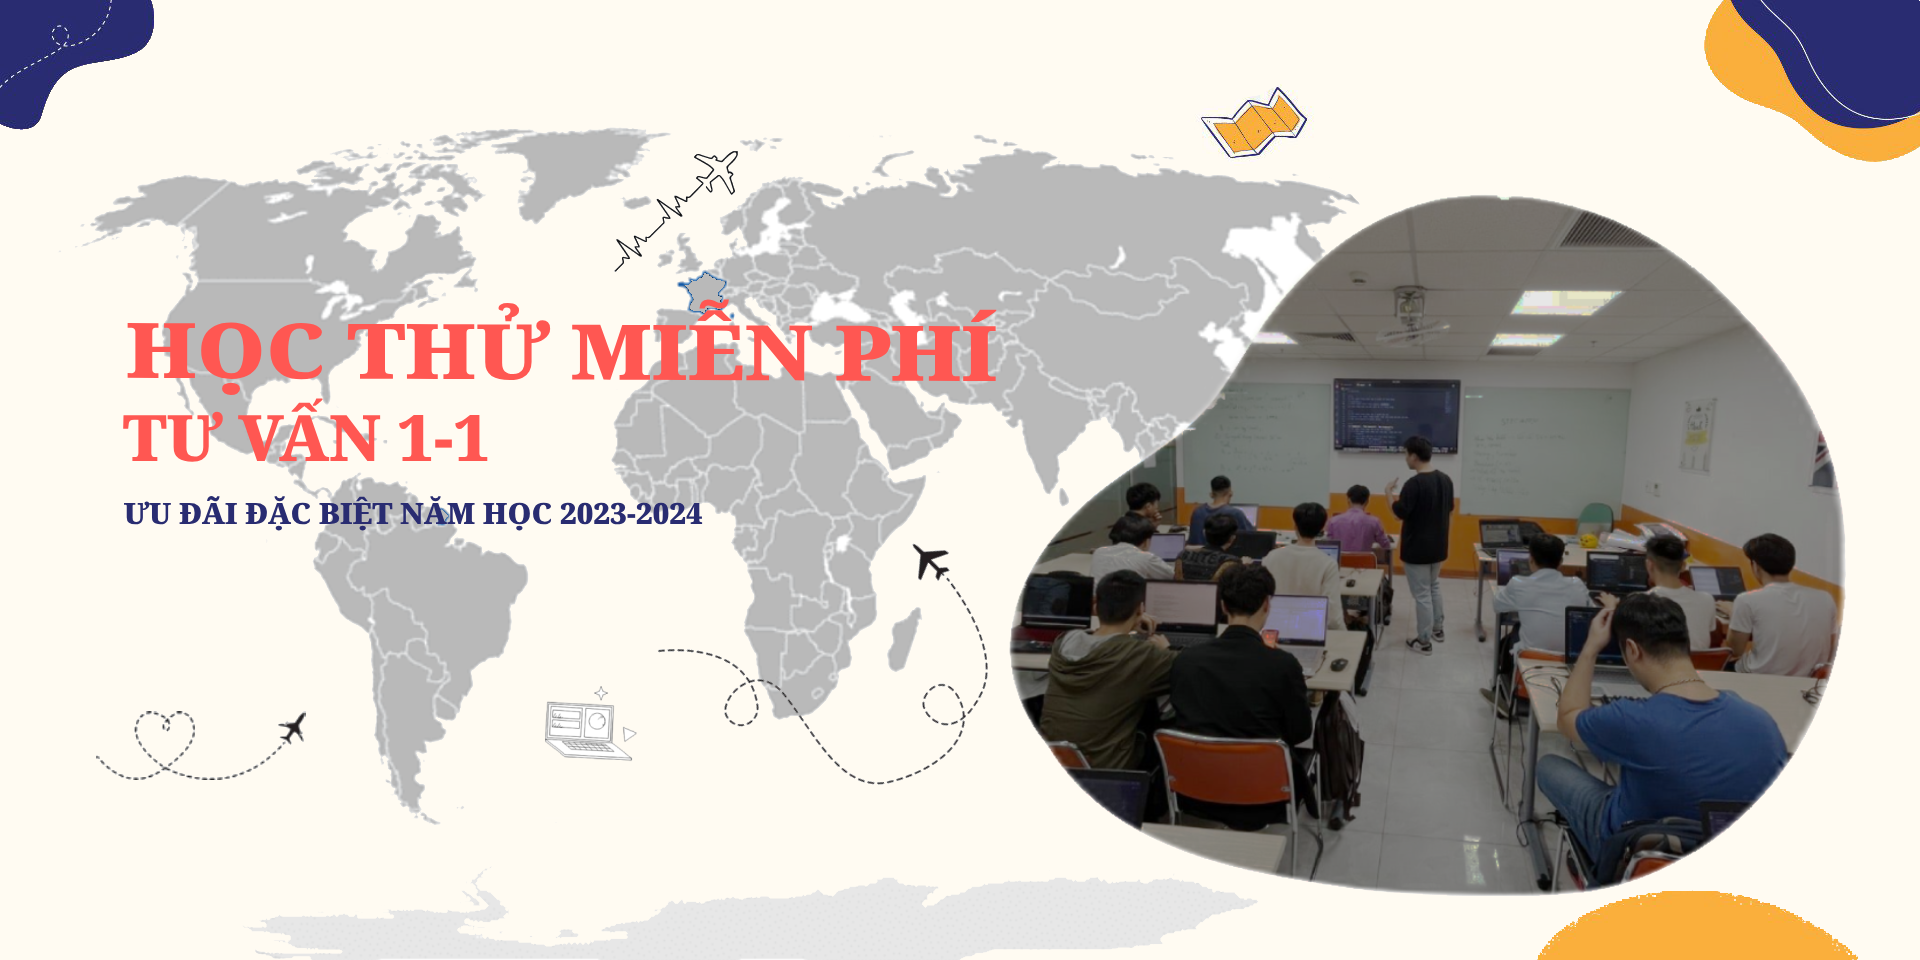 HỌC THỬ MIỄN PHÍ
TƯ VẤN 1-1
ƯU ĐÃI ĐẶC BIỆT NĂM HỌC 2023-2024